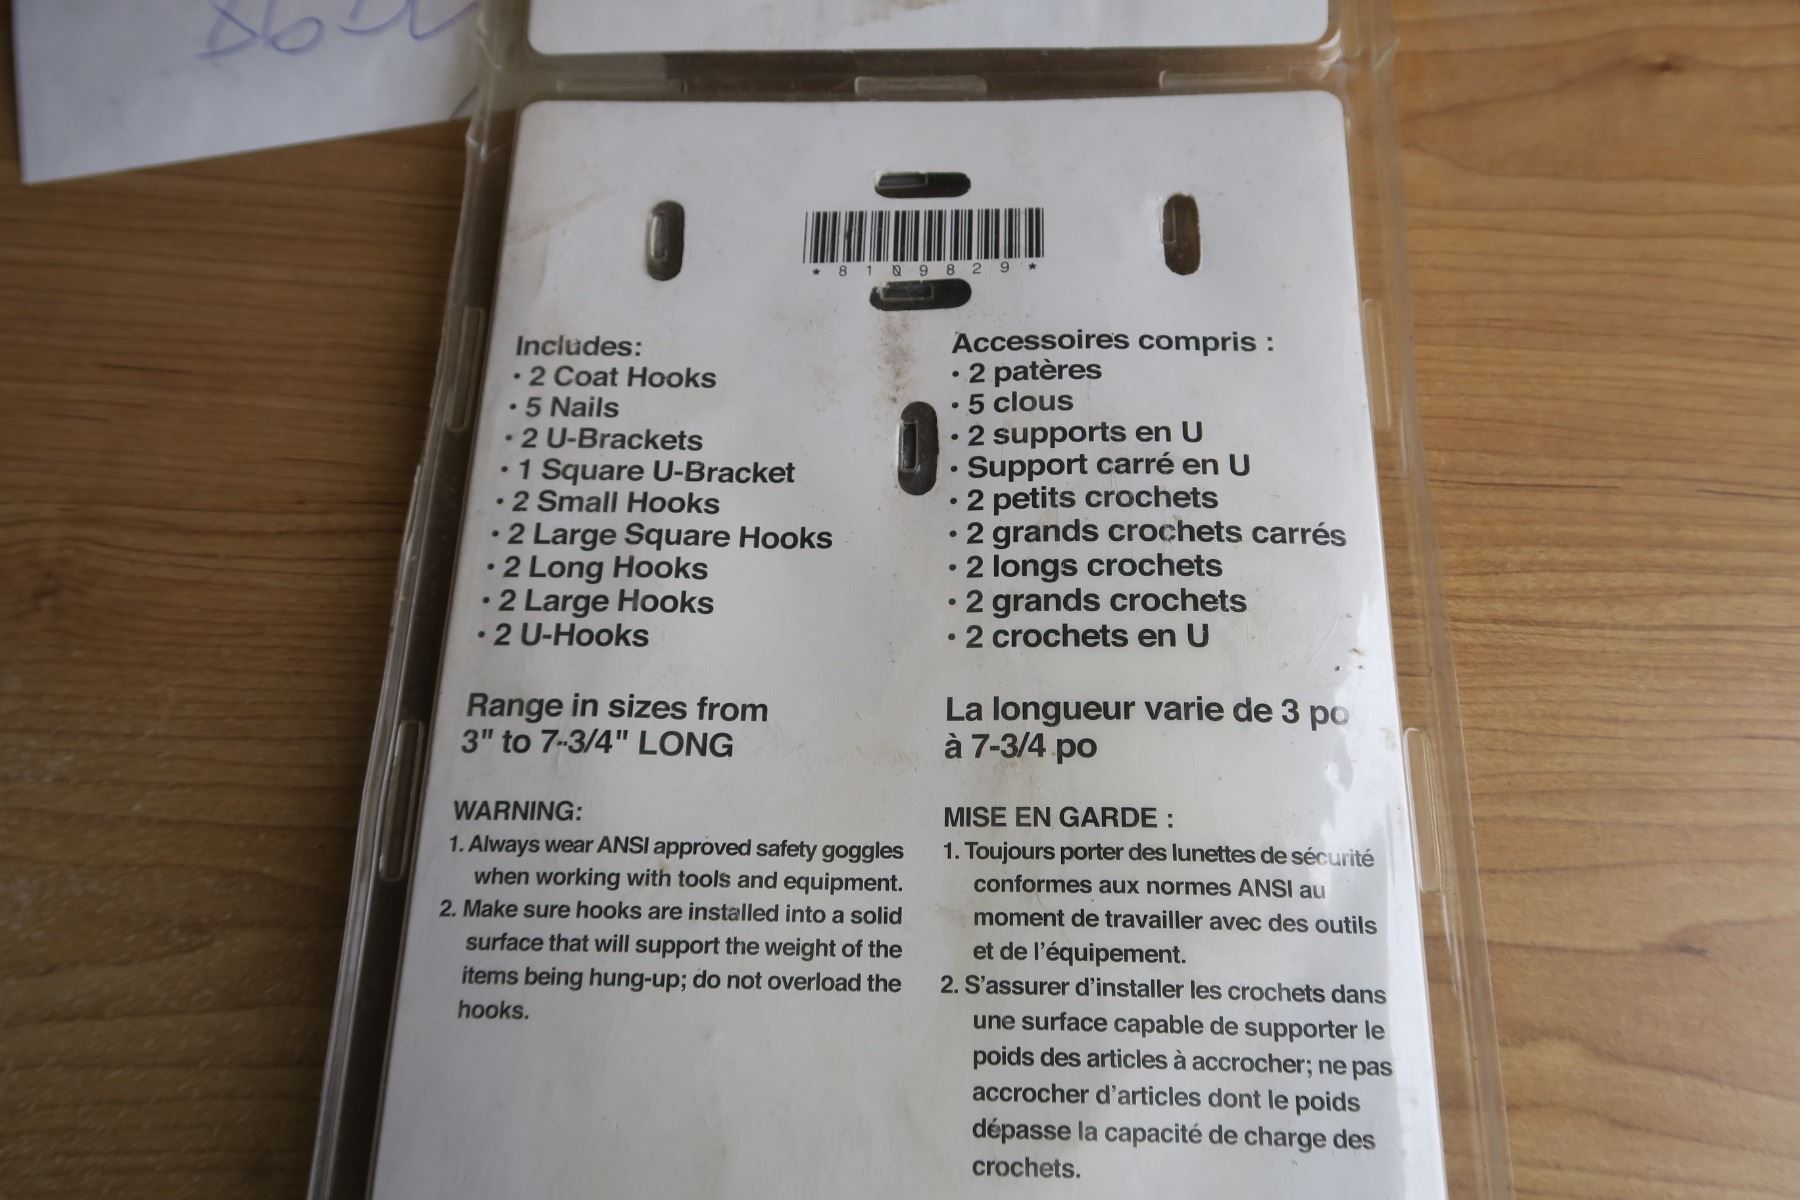 *8109829*
Includes:
• 2 Coat Hooks
• 5 Nails
• 2 U-Brackets
• 1 Square U-Bracket
• 2 Small Hooks
• 2 Large Square Hooks
• 2 Long Hooks
• 2 Large Hooks
• 2 U-Hooks
Range in sizes from
3" to 7-3/4" LONG
WARNING:
1. Always wear ANSI approved safety goggles
when working with tools and equipment.
2. Make sure hooks are installed into a solid
surface that will support the weight of the
items being hung-up; do not overload the
hooks.
Accessoires compris :
• 2 patères
• 5 clous
• 2 supports en U
• Support carré en U
• 2 petits crochets
• 2 grands crochets carrés
• 2 longs crochets
• 2 grands crochets
• 2 crochets en U
La longueur varie de 3 po
à 7-3/4 po
MISE EN GARDE :
1. Toujours porter des lunettes de sécurité
conformes aux normes ANSI au
moment de travailler avec des outils
et de l'équipement.
2. S'assurer d'installer les crochets dans
une surface capable de supporter le
poids des articles à accrocher; ne pas
accrocher d'articles dont le poids
dépasse la capacité de charge des
crochets.